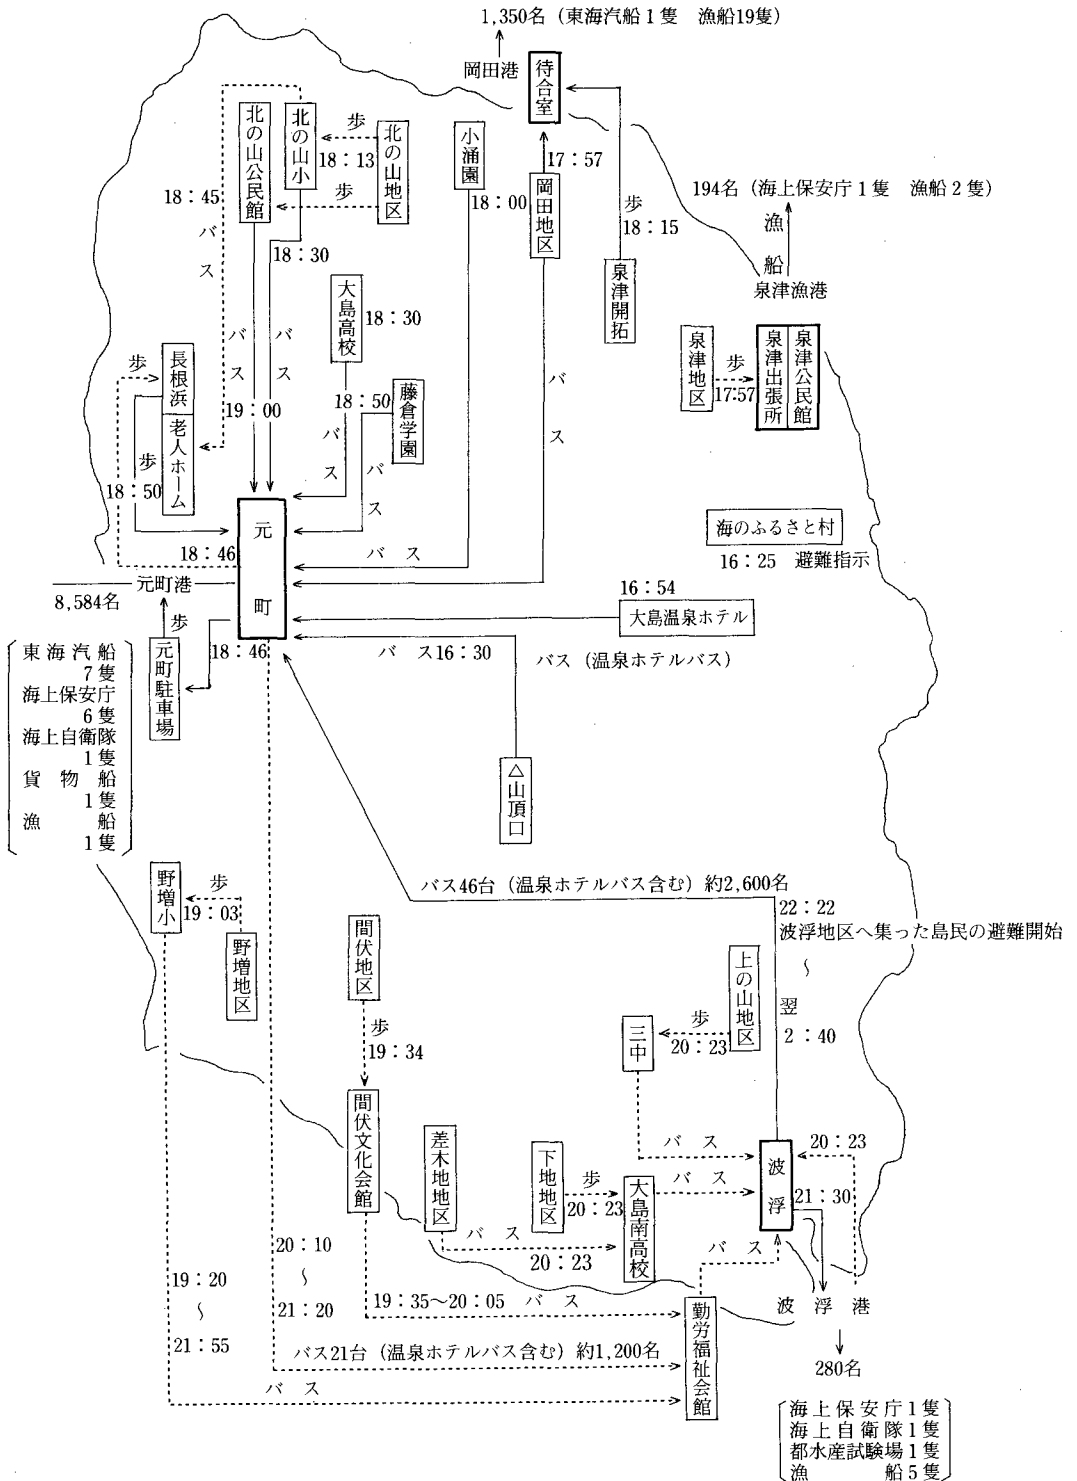 1,350名（東海汽船1隻　漁船19隻）
岡田港
待合室
北の山公民館
北の山小
歩
18：13
歩
北の山地区
小涌園
18：00
17：57
岡田地区
歩
18：15
泉津開拓
194名（海上保安庁1隻　漁船2隻）
漁船
泉津漁港
18：45
バス
18：30
大島高校
18：30
泉津地区
歩
17：57
泉津出張所
泉津公民館
歩
長根浜
老人ホーム
バス
バス
19：00
18：50
藤倉学園
バス
バス
バス
歩
18：50
元町
18：46
バス
海のふるさと村
16：25　避難指示
元町港
8,584名
16：54
大島温泉ホテル
歩
18：46
バス16：30
バス（温泉ホテルバス）
元町駐車場
東海汽船
7隻
海上保安庁
6隻
海上自衛隊
1隻
貨物船
1隻
漁船
1隻
△山頂口
バス46台（温泉ホテルバス含む）約2,600名
野増小
歩
19：03
野増地区
間伏地区
22：22
波浮地区へ集った島民の避難開始
〜
翌
2：40
上の山地区
歩
20：23
三中
歩
19：34
間伏文化会館
差木地地区
下地地区
歩
20：23
大島南高校
バス
バス
波浮
20：23
21：30
バス
20：23
バス
20：10
〜
21：20
19：20
〜
21：55
19：35〜20：05　バス
勤労福祉会館
波浮港
バス21台（温泉ホテルバス含む）約1,200名
バス
280名
海上保安庁1隻
海上自衛隊1隻
都水産試験場1隻
漁船5隻